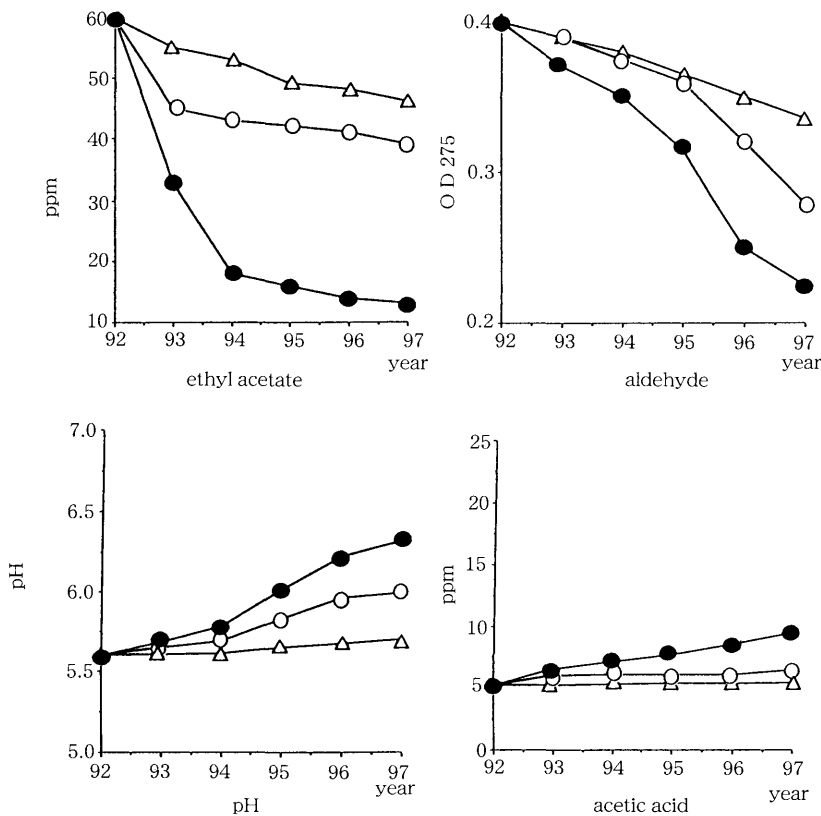 60
50
40
30
20
10
ppm
92 93 94 95 96 97
year
ethyl acetate
0.4
0.3
0.2
O D 275
92 93 94 95 96 97
year
aldehyde
7.0
6.5
6.0
5.5
5.0
pH
92 93 94 95 96 97
year
pH
25
20
15
10
5
0
ppm
92 93 94 95 96 97
year
acetic acid